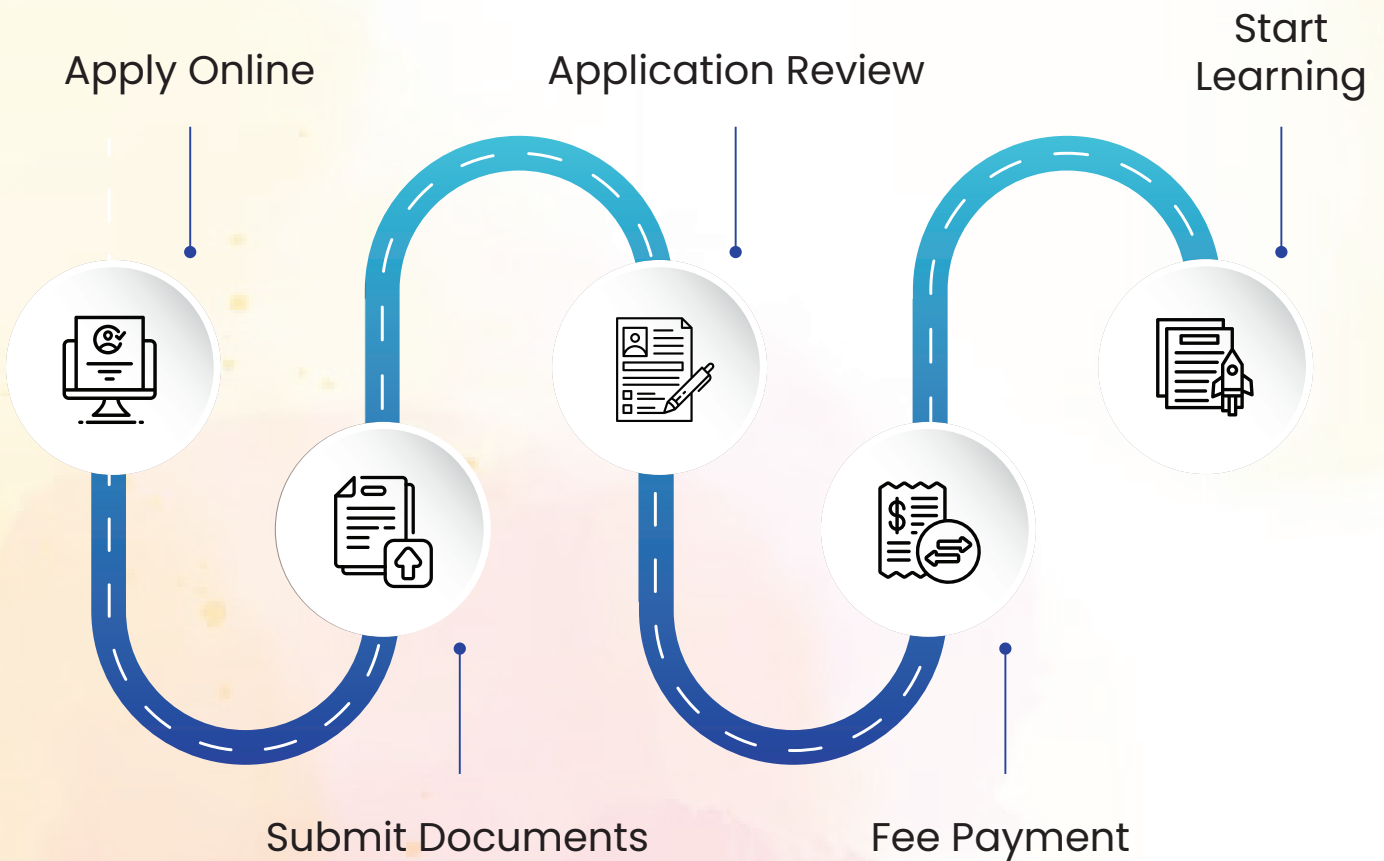 Apply Online
Submit Documents
Application Review
Fee Payment
Start
Learning